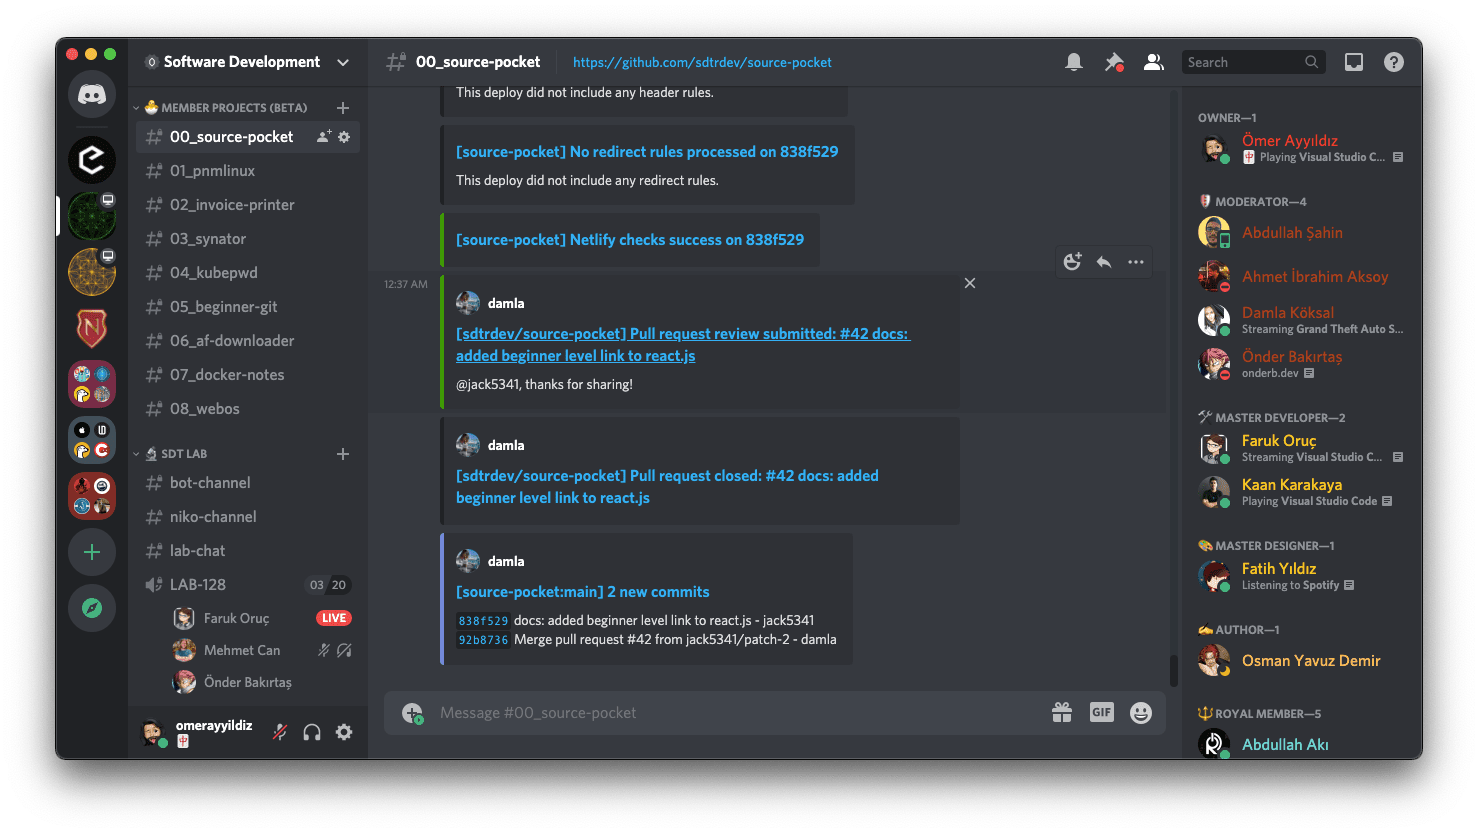 Software Development
MEMBER PROJECTS (BETA)
00_source-pocket
01_pnmlinux
02_invoice-printer
03_synator
04_kubepwd
05_beginner-git
06_af-downloader
07_docker-notes
08_webos
SDT LAB
bot-channel
niko-channel
lab-chat
LAB-128 03 20
Faruk Oruç LIVE
Mehmet Can
Önder Bakırtaş
omerayyildiz
00_source-pocket https://github.com/sdtrdev/source-pocket
Search
This deploy did not include any header rules.
[source-pocket] No redirect rules processed on 838f529
This deploy did not include any redirect rules.
[source-pocket] Netlify checks success on 838f529
12:37 AM
damla
[sdtrdev/source-pocket] Pull request review submitted: #42 docs:
added beginner level link to react.js
@jack5341, thanks for sharing!
damla
[sdtrdev/source-pocket] Pull request closed: #42 docs: added
beginner level link to react.js
damla
[source-pocket:main] 2 new commits
838f529 docs: added beginner level link to react.js - jack5341
92b8736 Merge pull request #42 from jack5341/patch-2 - damla
Message #00_source-pocket
GIF
OWNER—1
Ömer Ayyıldız
Playing Visual Studio C...
MODERATOR—4
Abdullah Şahin
Ahmet İbrahim Aksoy
Damla Köksal
Streaming Grand Theft Auto S...
Önder Bakırtaş
onderb.dev
MASTER DEVELOPER—2
Faruk Oruç
Streaming Visual Studio C...
Kaan Karakaya
Playing Visual Studio Code
MASTER DESIGNER—1
Fatih Yıldız
Listening to Spotify
AUTHOR—1
Osman Yavuz Demir
ROYAL MEMBER—5
Abdullah Akı